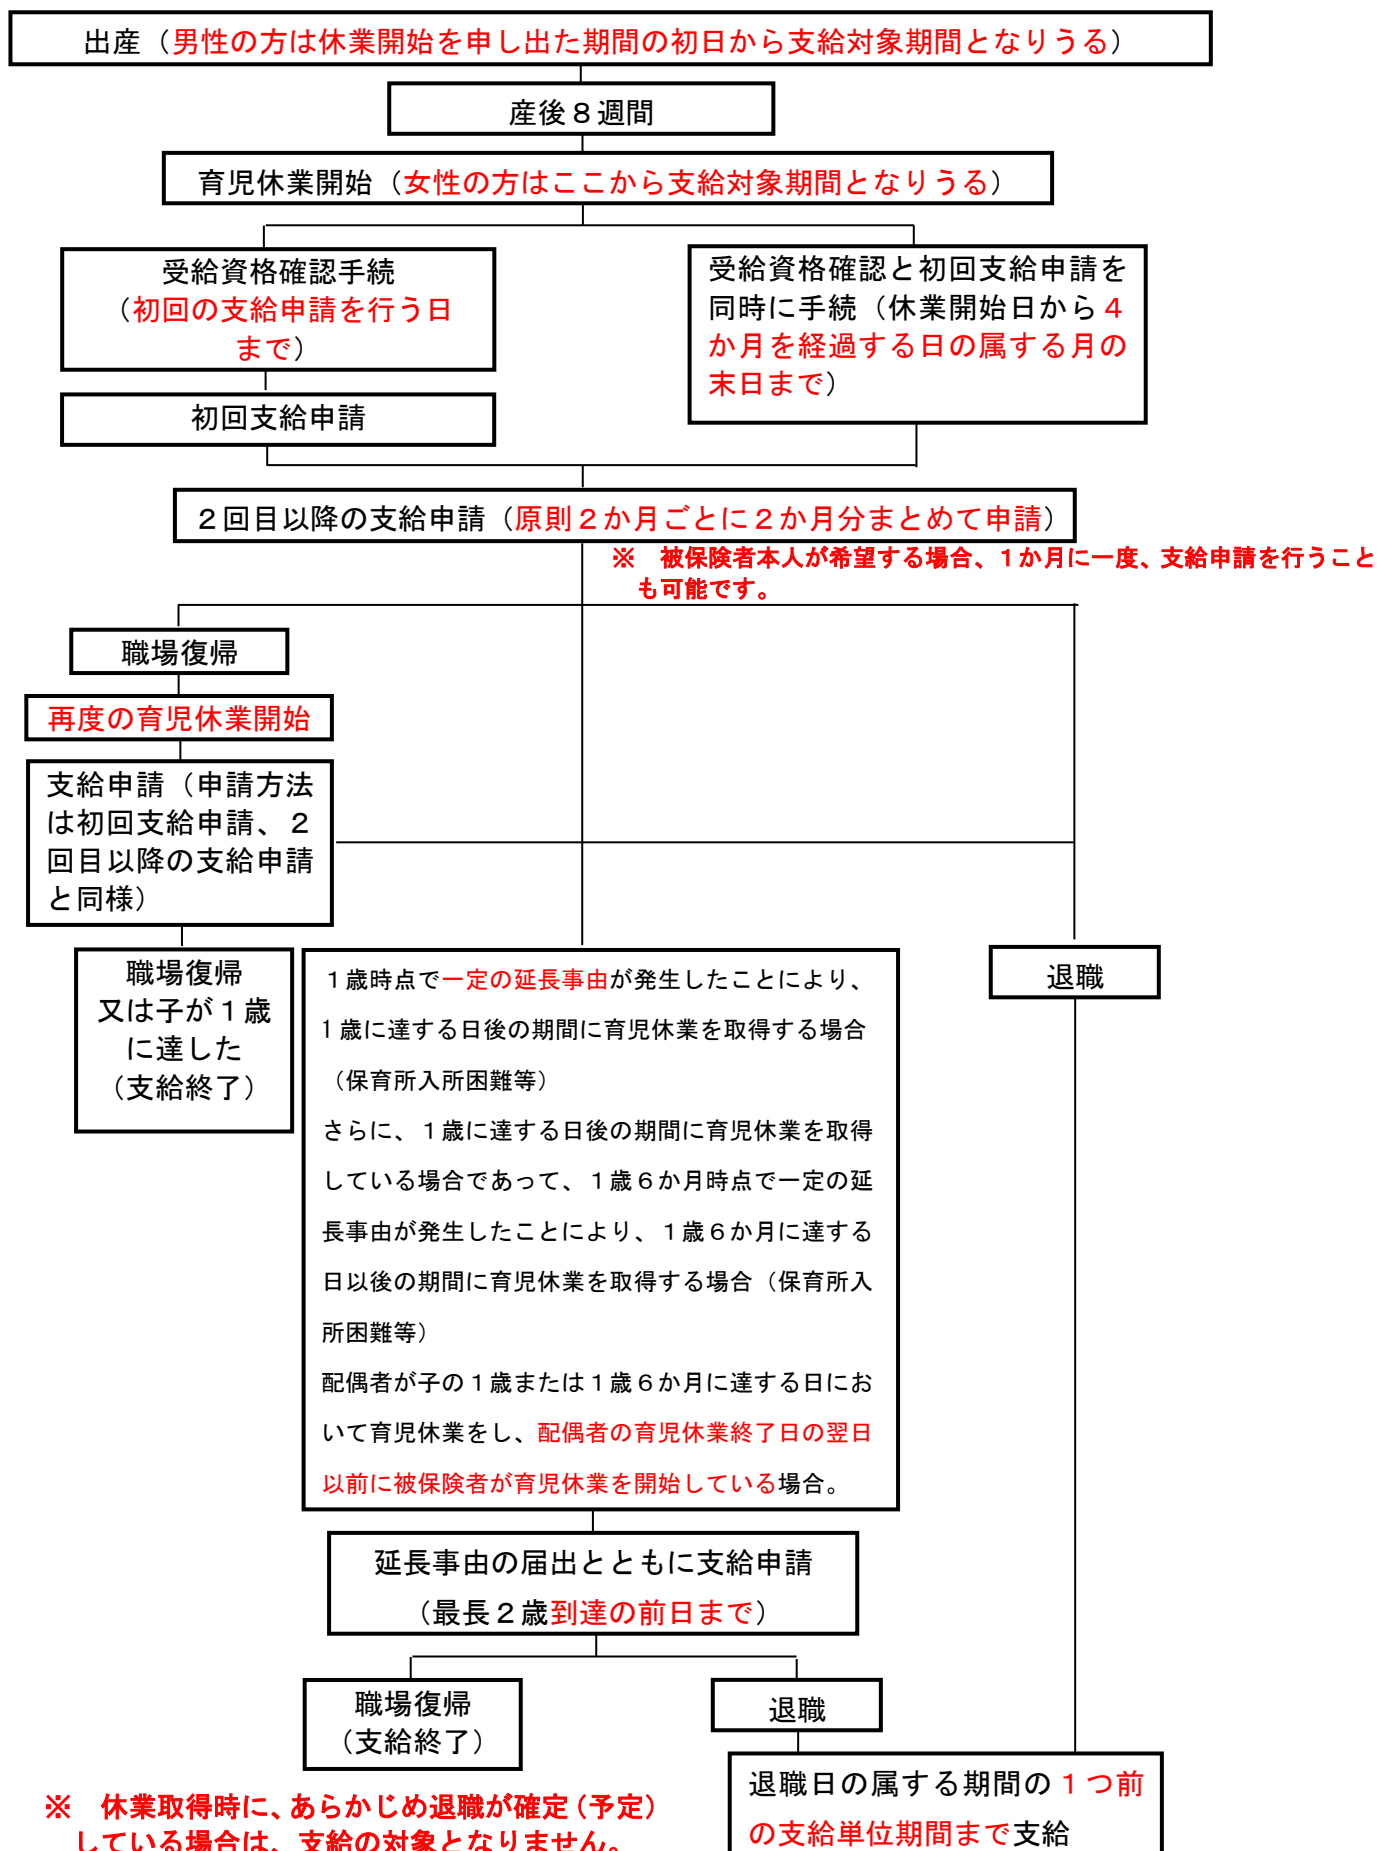 出産（男性の方は休業開始を申し出た期間の初日から支給対象期間となりうる）
産後８週間
育児休業開始（女性の方はここから支給対象期間となりうる）
受給資格確認手続
（初回の支給申請を行う日
まで）
初回支給申請
受給資格確認と初回支給申請を
同時に手続（休業開始日から４
か月を経過する日の属する月の
末日まで）
２回目以降の支給申請（原則２か月ごとに２か月分まとめて申請）
※　被保険者本人が希望する場合、１か月に一度、支給申請を行うこと
も可能です。
職場復帰
再度の育児休業開始
支給申請（申請方法
は初回支給申請、２
回目以降の支給申請
と同様）
職場復帰
又は子が１歳
に達した
（支給終了）
１歳時点で一定の延長事由が発生したことにより、
1 歳に達する日後の期間に育児休業を取得する場合
（保育所入所困難等）
さらに、１歳に達する日後の期間に育児休業を取得
している場合であって、１歳６か月時点で一定の延
長事由が発生したことにより、１歳６か月に達する
日以後の期間に育児休業を取得する場合（保育所入
所困難等）
配偶者が子の１歳または１歳６か月に達する日にお
いて育児休業をし、配偶者の育児休業終了日の翌日
以前に被保険者が育児休業を開始している場合。
退職
延長事由の届出とともに支給申請
（最長２歳到達の前日まで）
職場復帰
（支給終了）
退職
退職日の属する期間の１つ前
の支給単位期間まで支給
※　休業取得時に、あらかじめ退職が確定（予定）
している場合は、支給の対象となりません。